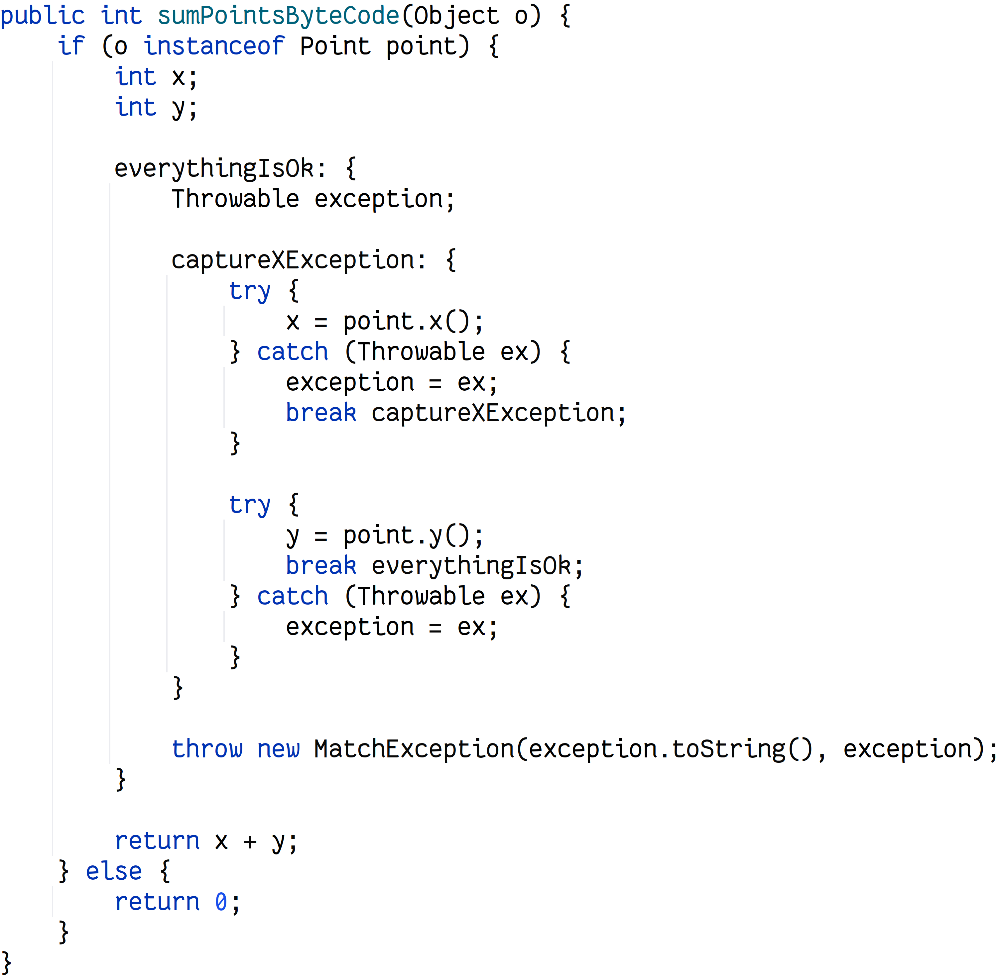 public int sumPointsByteCode(Object o) {
    if (o instanceof Point point) {
        int x;
        int y;

        everythingIsOk: {
            Throwable exception;

            captureXException: {
                try {
                    x = point.x();
                } catch (Throwable ex) {
                    exception = ex;
                    break captureXException;
                }

                try {
                    y = point.y();
                    break everythingIsOk;
                } catch (Throwable ex) {
                    exception = ex;
                }
            }

            throw new MatchException(exception.toString(), exception);
        }

        return x + y;
    } else {
        return 0;
    }
}